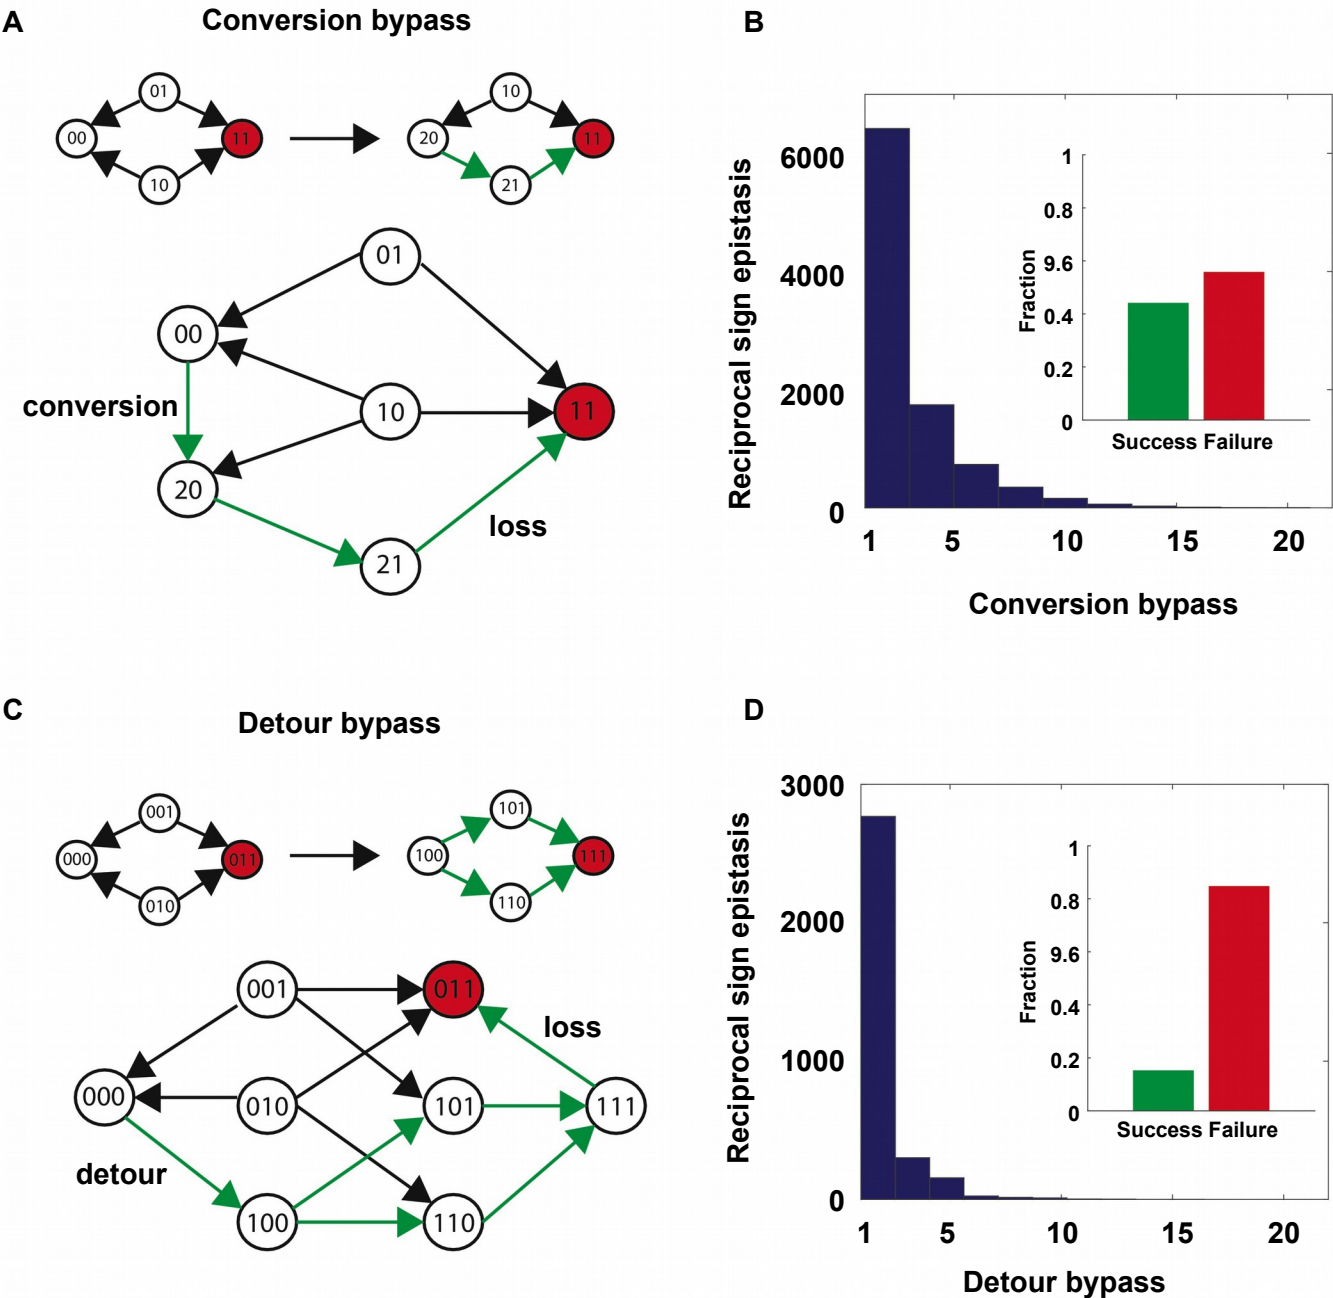 A
Conversion bypass
01
00
11
10
10
20
11
21
01
00
conversion
10
11
20
loss
21
B
Reciprocal sign epistasis
6000
4000
2000
0
1 5 10 15 20
Conversion bypass
Fraction
1
0.8
9.6
0.4
0.2
0
Success Failure
C
Detour bypass
001
000
011
010
101
100
111
110
001
011
loss
000
010
101
111
detour
100
110
D
Reciprocal sign epistasis
3000
2000
1000
0
1 5 10 15 20
Detour bypass
Fraction
1
0.8
9.6
0.4
0.2
0
Success Failure